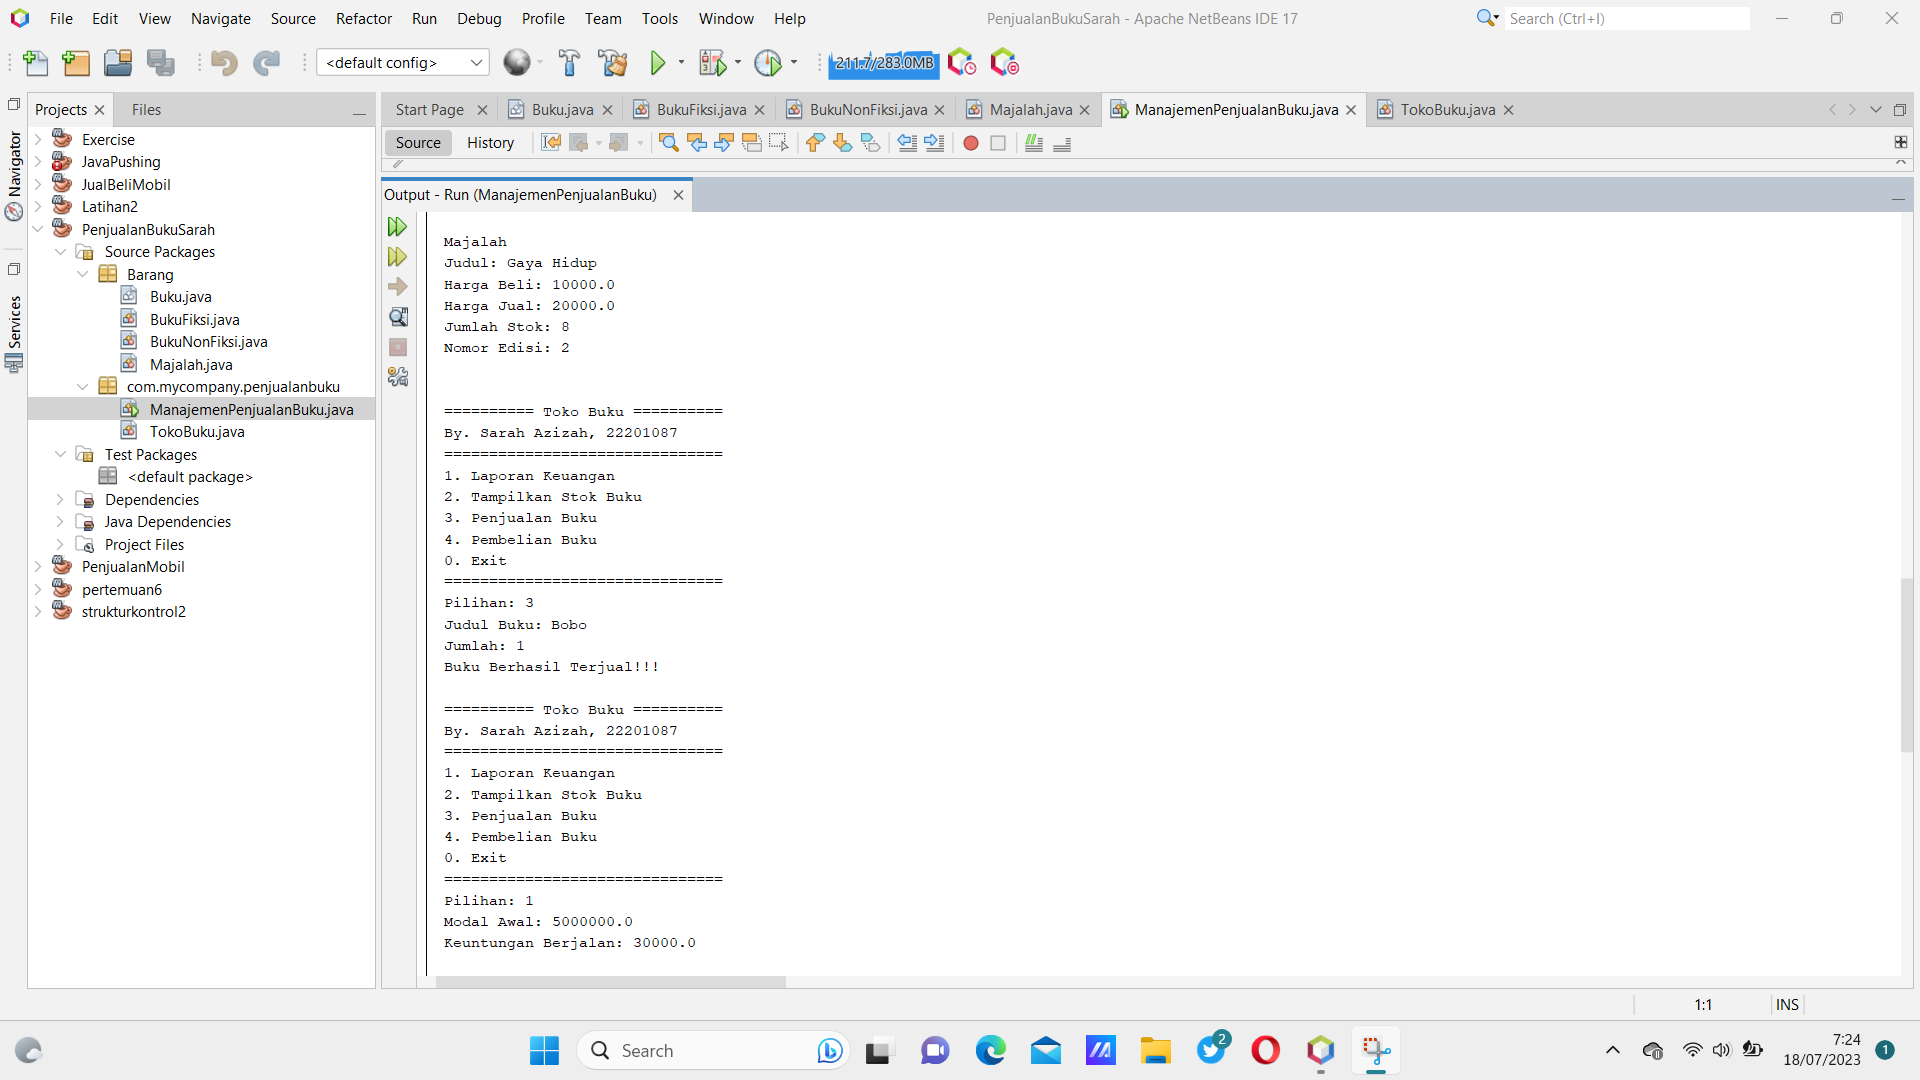 File Edit View Navigate Source Refactor Run Debug Profile Team Tools Window Help
PenjualanBukuSarah - Apache NetBeans IDE 17
Search (Ctrl+I)
<default config>
211.7/283.0MB
Projects
Files
Start Page
Buku.java
BukuFiksi.java
BukuNonFiksi.java
Majalah.java
ManajemenPenjualanBuku.java
TokoBuku.java
Source
History
Navigator
Services
Exercise
JavaPushing
JualBeliMobil
Latihan2
PenjualanBukuSarah
Source Packages
Barang
Buku.java
BukuFiksi.java
BukuNonFiksi.java
Majalah.java
com.mycompany.penjualanbuku
ManajemenPenjualanBuku.java
TokoBuku.java
Test Packages
<default package>
Dependencies
Java Dependencies
Project Files
PenjualanMobil
pertemuan6
strukturkontrol2
Output - Run (ManajemenPenjualanBuku)
Majalah
Judul: Gaya Hidup
Harga Beli: 10000.0
Harga Jual: 20000.0
Jumlah Stok: 8
Nomor Edisi: 2
========== Toko Buku ==========
By. Sarah Azizah, 22201087
===============================
1. Laporan Keuangan
2. Tampilkan Stok Buku
3. Penjualan Buku
4. Pembelian Buku
0. Exit
===============================
Pilihan: 3
Judul Buku: Bobo
Jumlah: 1
Buku Berhasil Terjual!!!
========== Toko Buku ==========
By. Sarah Azizah, 22201087
===============================
1. Laporan Keuangan
2. Tampilkan Stok Buku
3. Penjualan Buku
4. Pembelian Buku
0. Exit
===============================
Pilihan: 1
Modal Awal: 5000000.0
Keuntungan Berjalan: 30000.0
1:1
INS
Search
2
7:24
18/07/2023
1